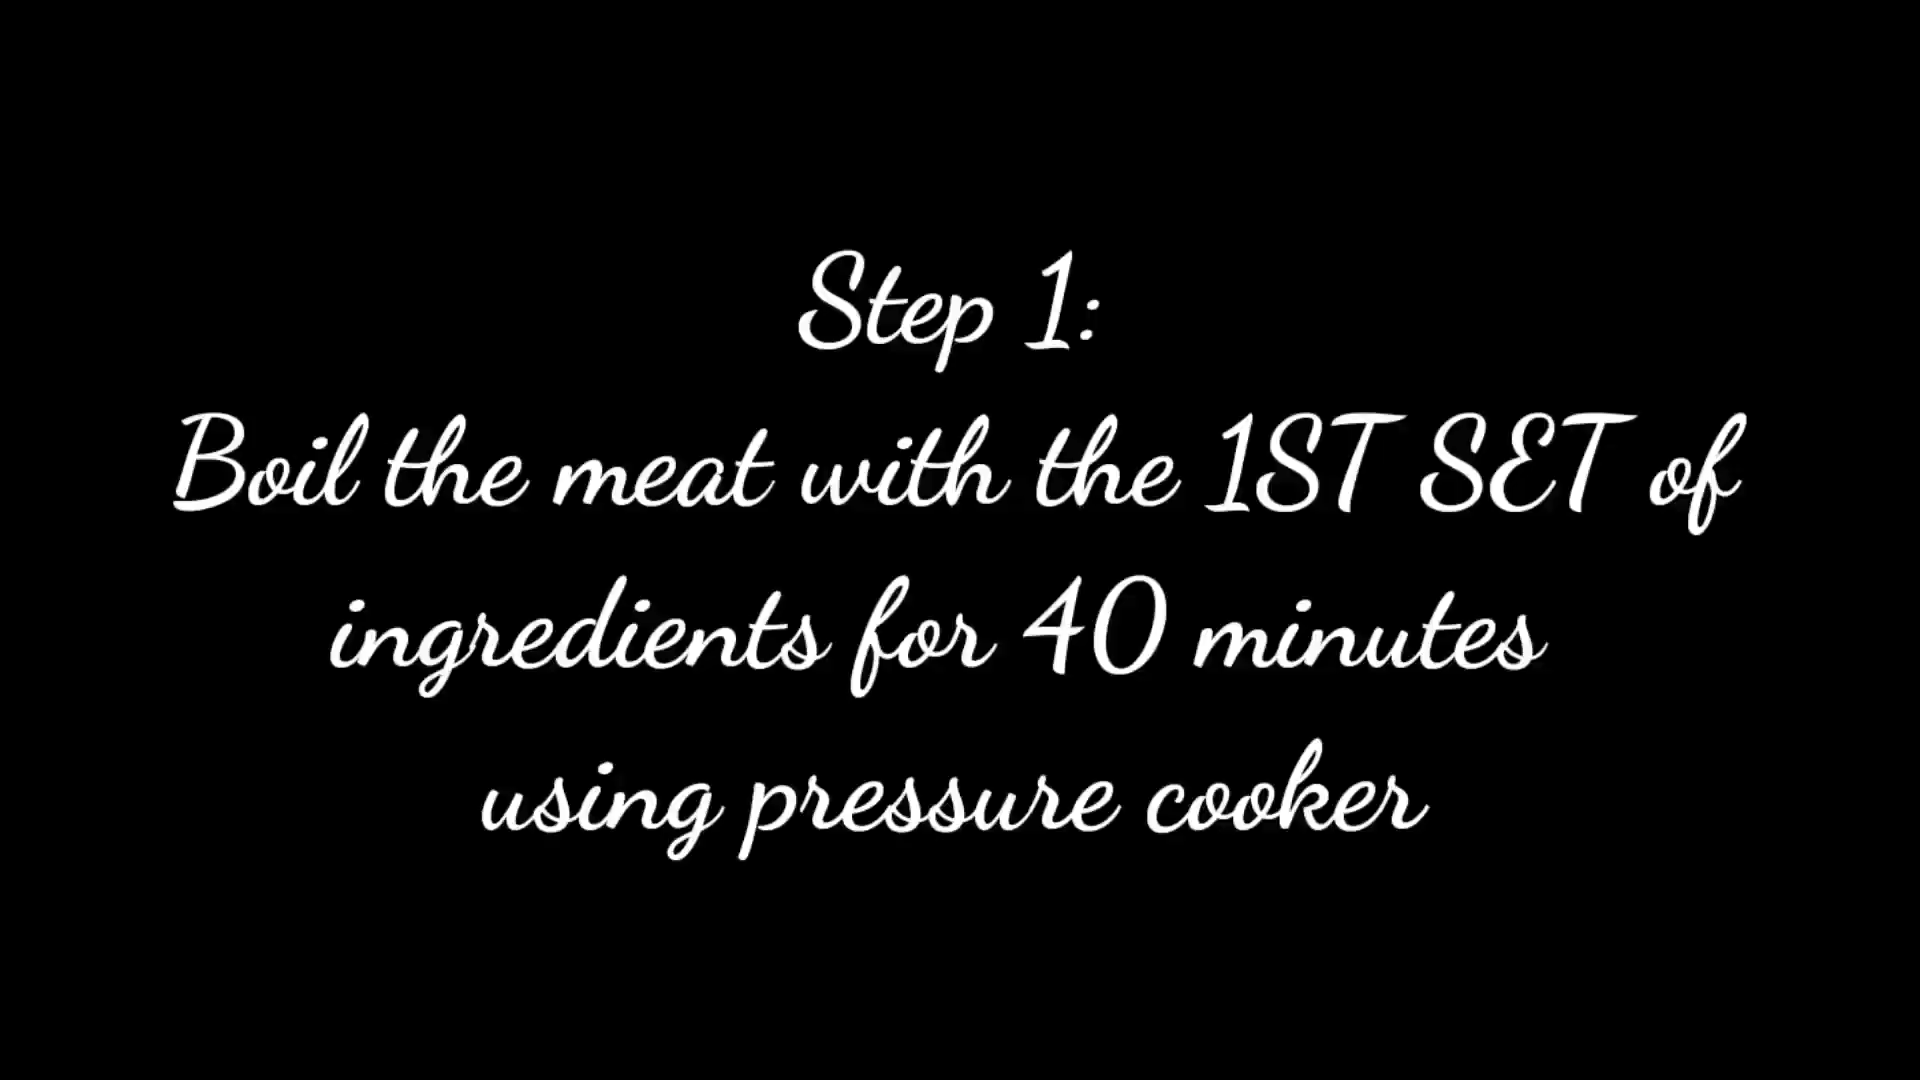 Step 1:
Boil the meat with the 1ST SET of
ingredients for 40 minutes
using pressure cooker